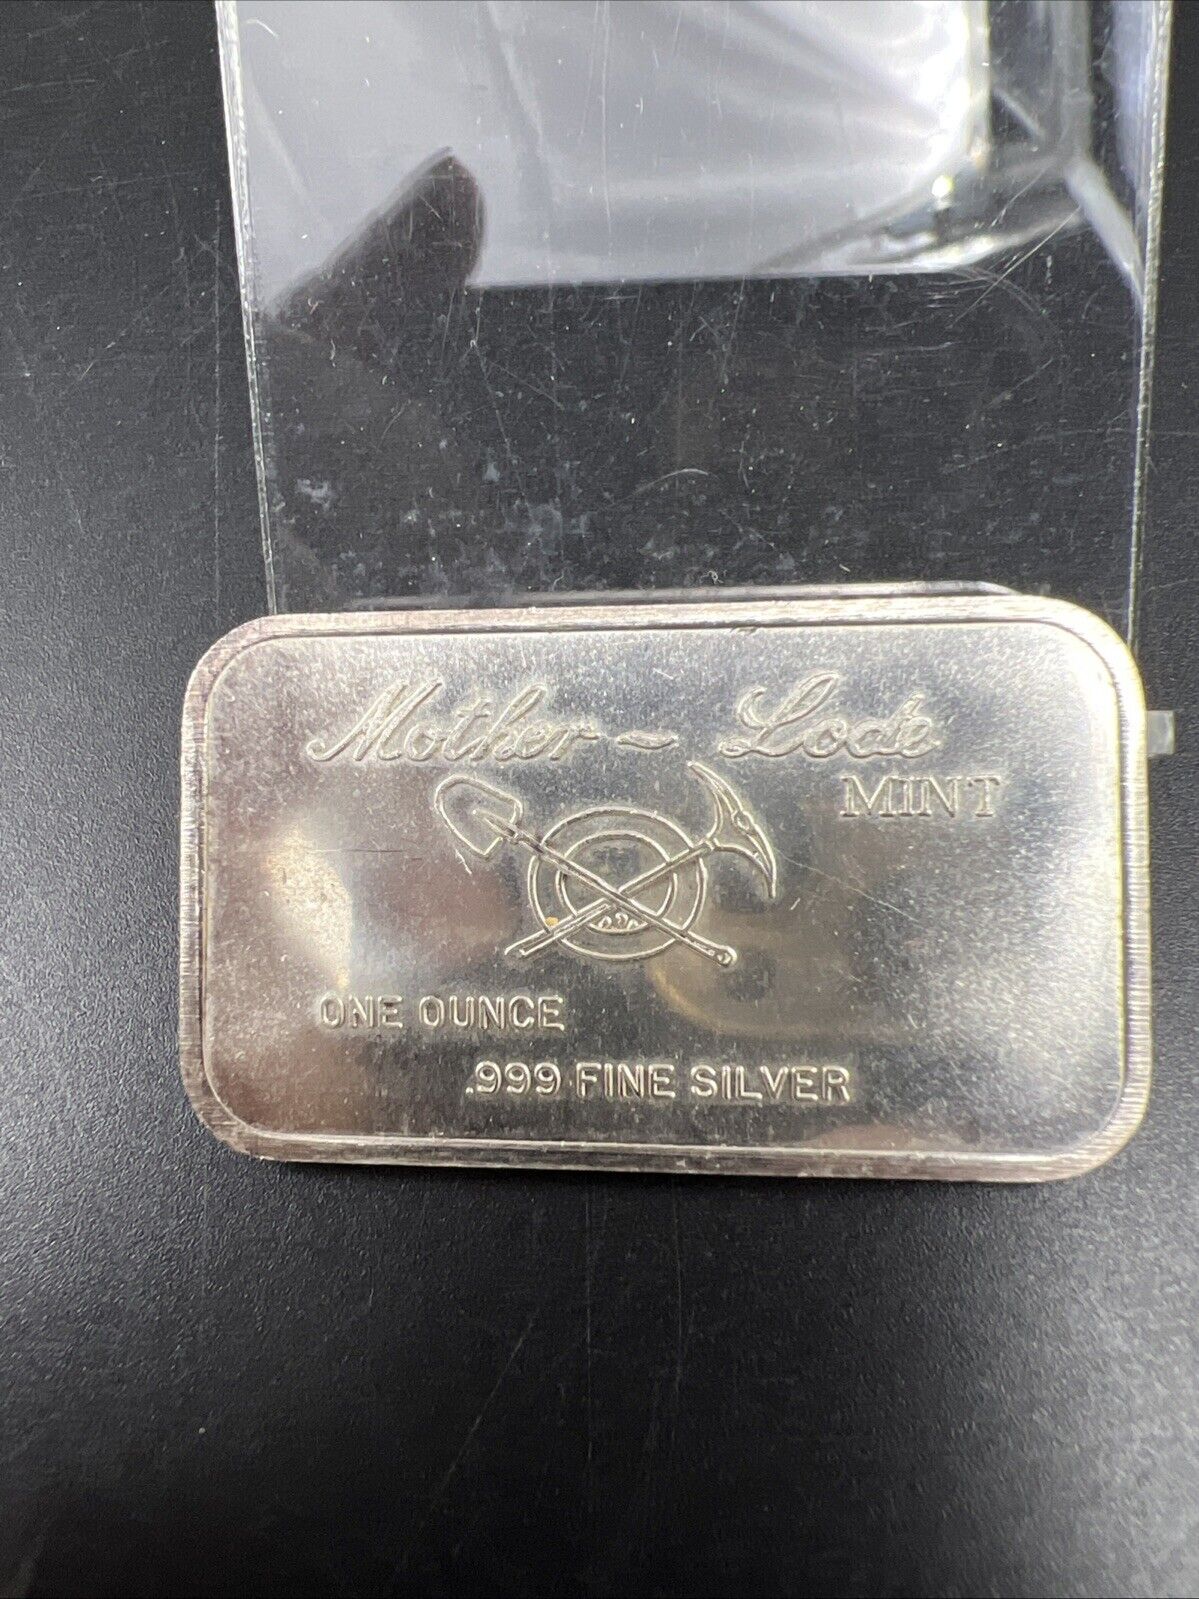 Mother - Lode
MINT
ONE OUNCE
.999 FINE SILVER